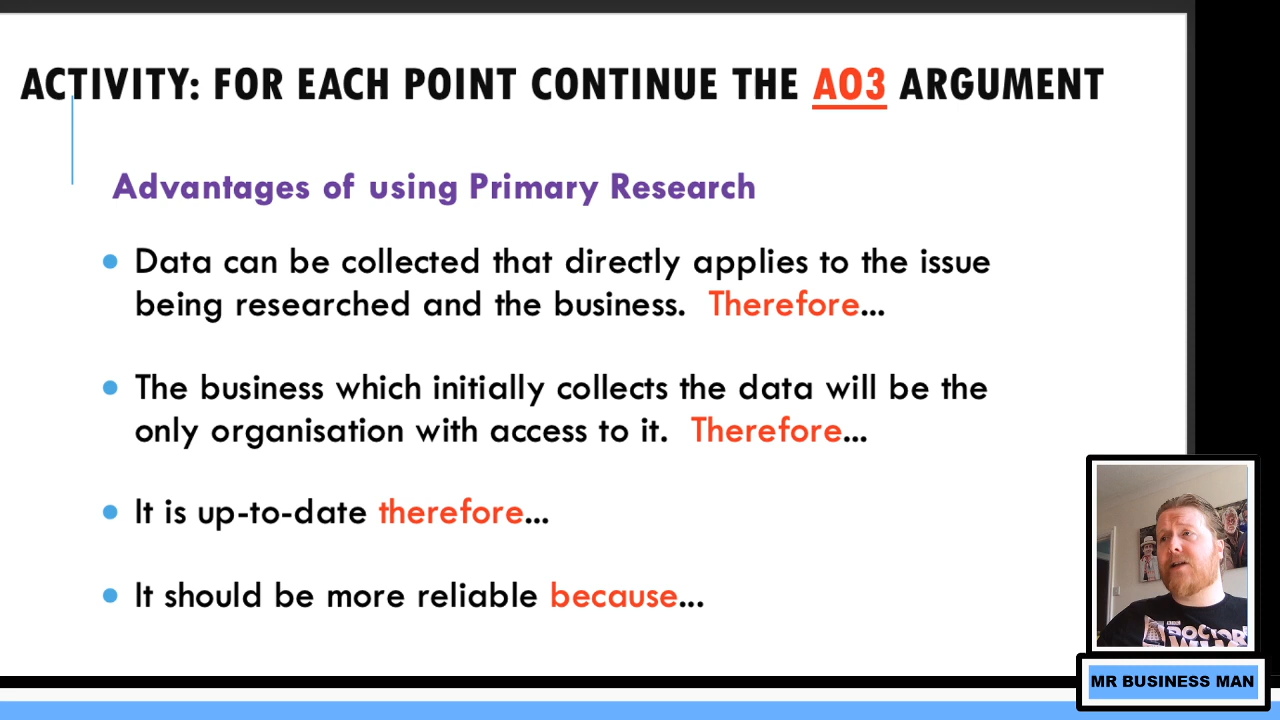 ACTIVITY: FOR EACH POINT CONTINUE THE AO3 ARGUMENT
Advantages of using Primary Research
Data can be collected that directly applies to the issue
being researched and the business. Therefore...
The business which initially collects the data will be the
only organisation with access to it. Therefore...
It is up-to-date therefore...
It should be more reliable because...
DOCTOR
WHO
MR BUSINESS MAN